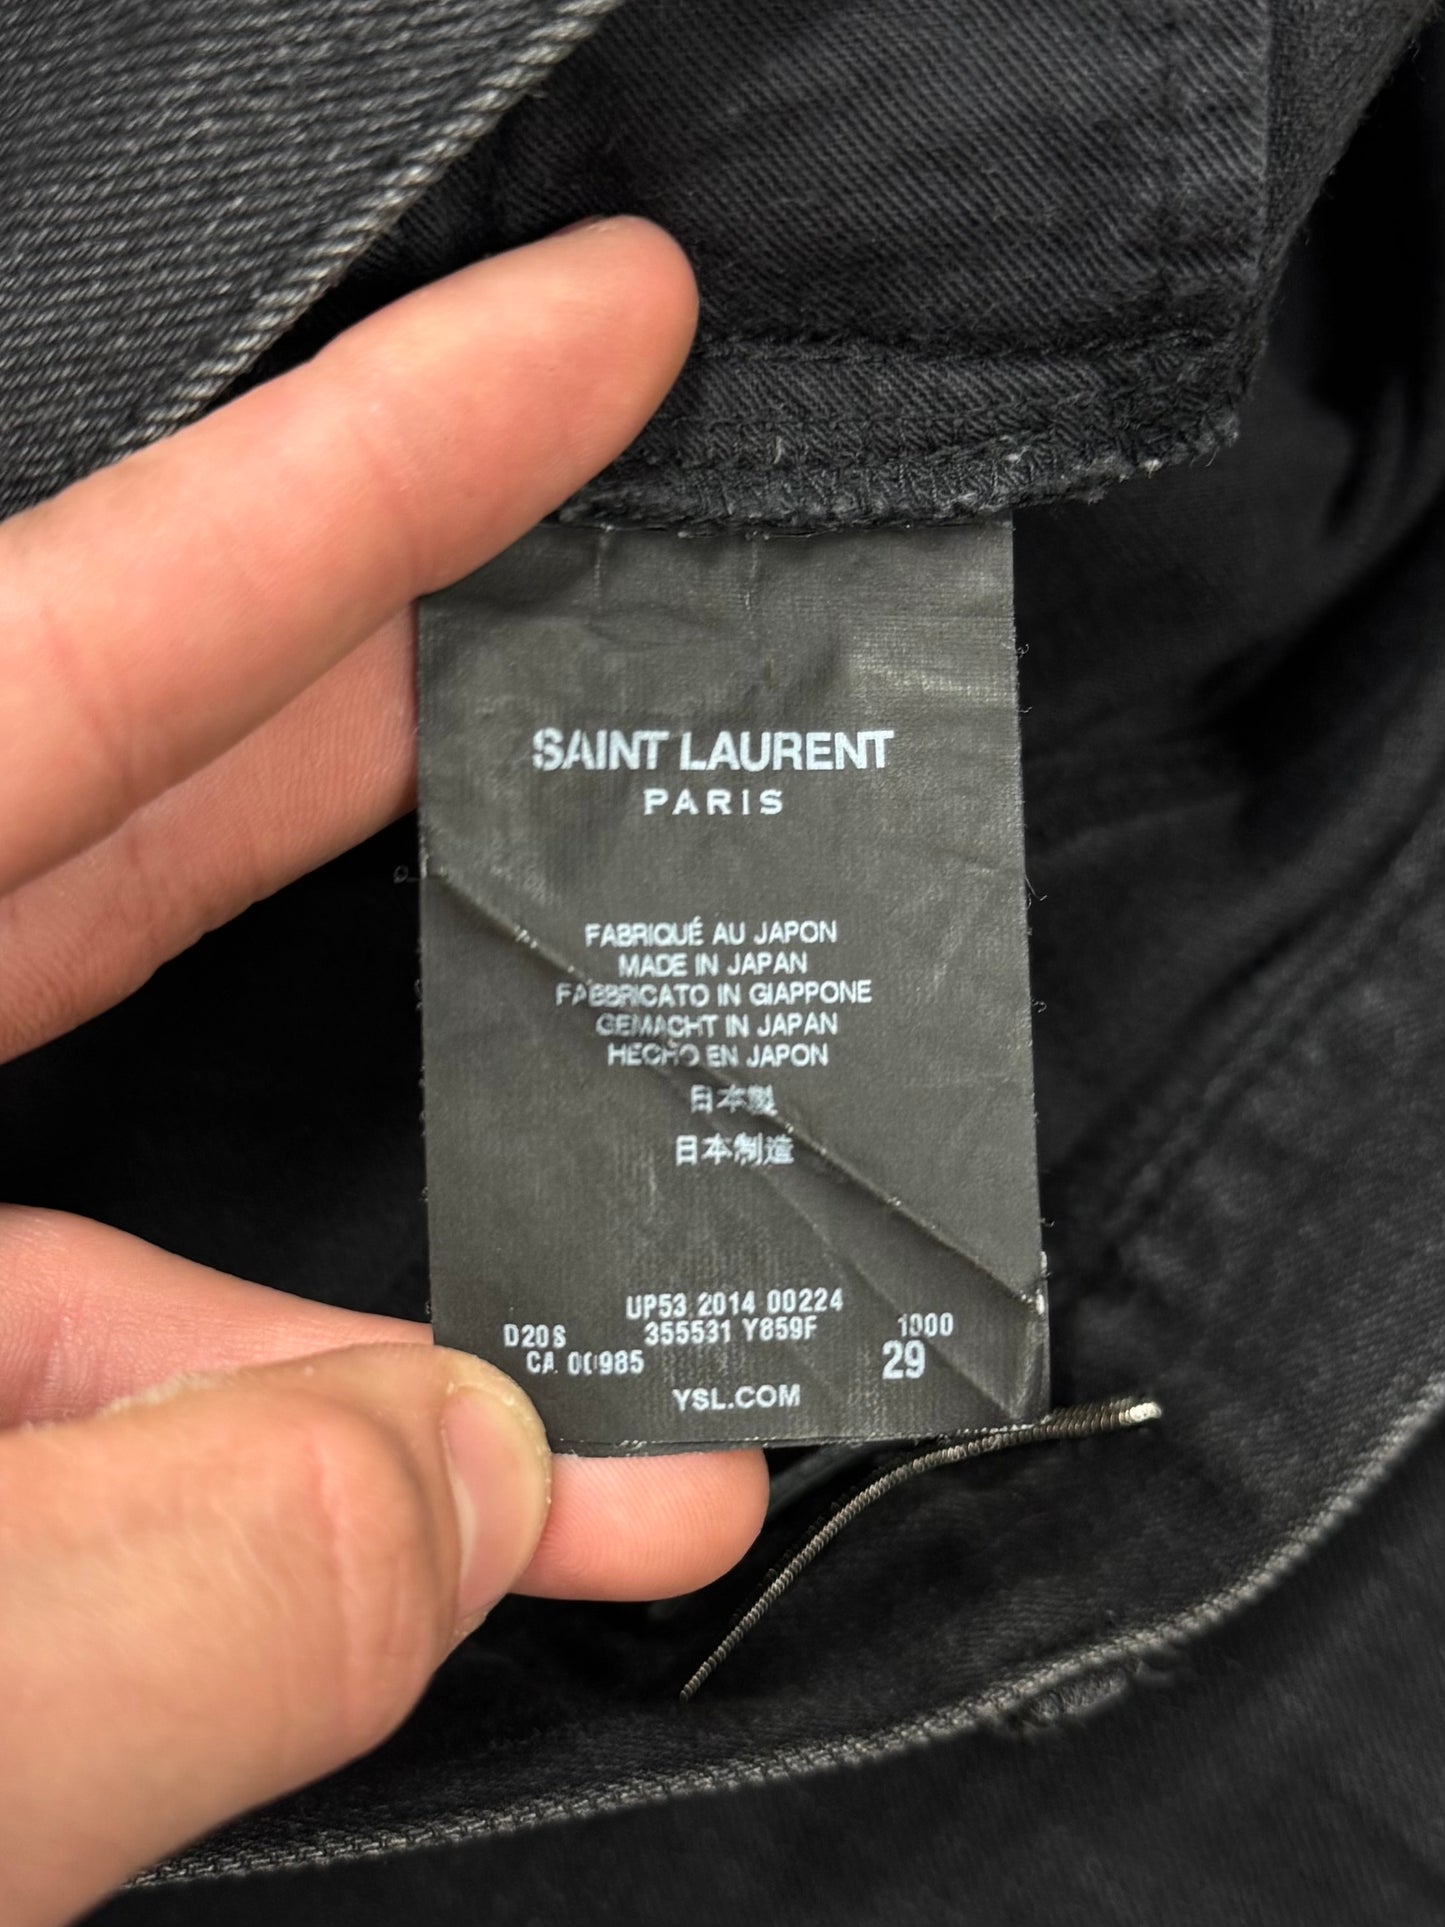 SAINT LAURENT
PARIS
FABRIQUÉ AU JAPON
MADE IN JAPAN
FABBRICATO IN GIAPPONE
GEMACHT IN JAPAN
HECHO EN JAPON
日本製
日本制造
UP53 2014 00224
D20S 355531 Y859F 1000
CA 00985 29
YSL.COM